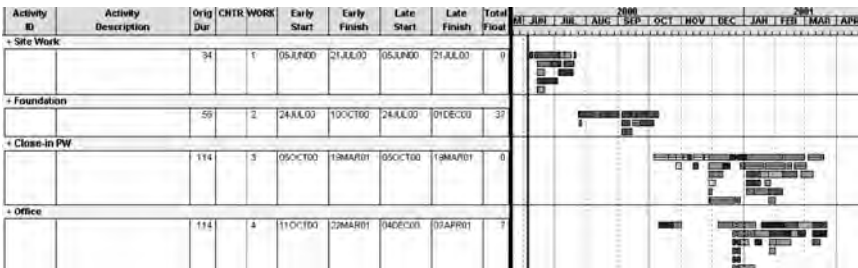 Activity Activity Orig CNTR WORK Early Early Late Late Total 2000 2001
ID Description Dur Start Finish Start Finish Float M JUN JUL AUG SEP OCT NOV DEC JAN FEB MAR APR
+ Site Work
34 1 05JUN00 21JUL00 05JUN00 21JUL00 0
+ Foundation
56 2 24JUL00 10OCT00 24JUL00 01DEC00 37
+ Close-in PW
114 3 05OCT00 19MAR01 05OCT00 19MAR01 0
+ Office
114 4 11OCT00 22MAR01 04DEC00 03APR01 7